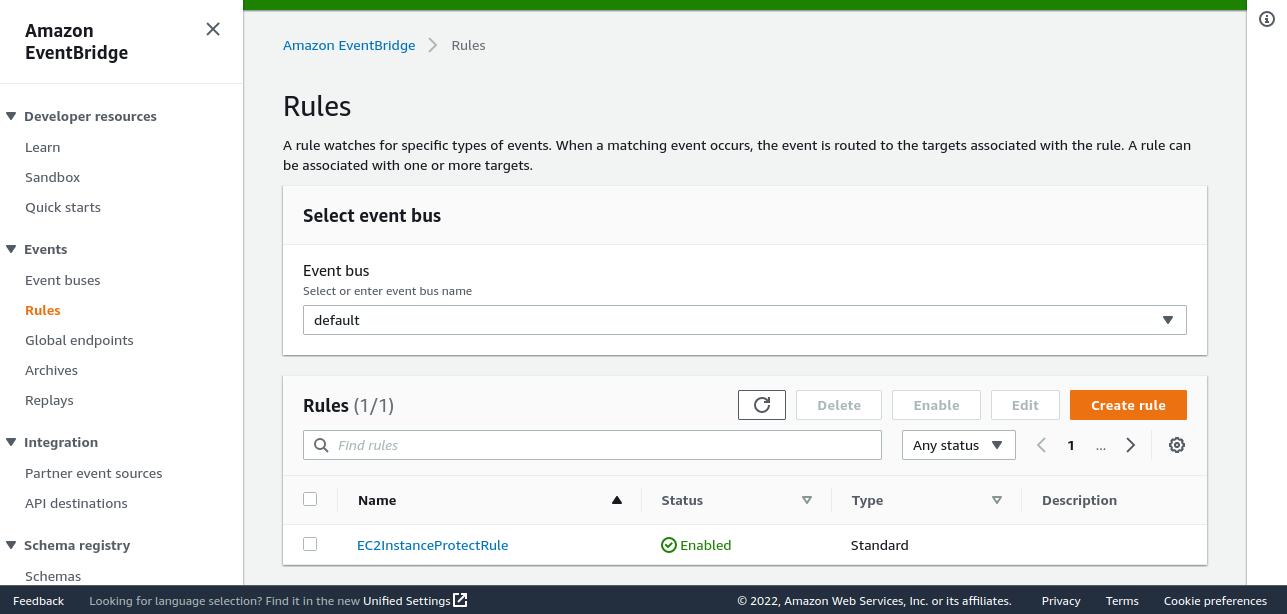 Amazon
EventBridge
Developer resources
Learn
Sandbox
Quick starts
Events
Event buses
Rules
Global endpoints
Archives
Replays
Integration
Partner event sources
API destinations
Schema registry
Schemas
Amazon EventBridge
Rules
Rules
A rule watches for specific types of events. When a matching event occurs, the event is routed to the targets associated with the rule. A rule can
be associated with one or more targets.
Select event bus
Event bus
Select or enter event bus name
default
Rules (1/1)
Delete
Enable
Edit
Create rule
Find rules
Any status
1
...
Name
Status
Type
Description
EC2InstanceProtectRule
Enabled
Standard
Feedback
Looking for language selection? Find it in the new Unified Settings
© 2022, Amazon Web Services, Inc. or its affiliates.
Privacy
Terms
Cookie preferences